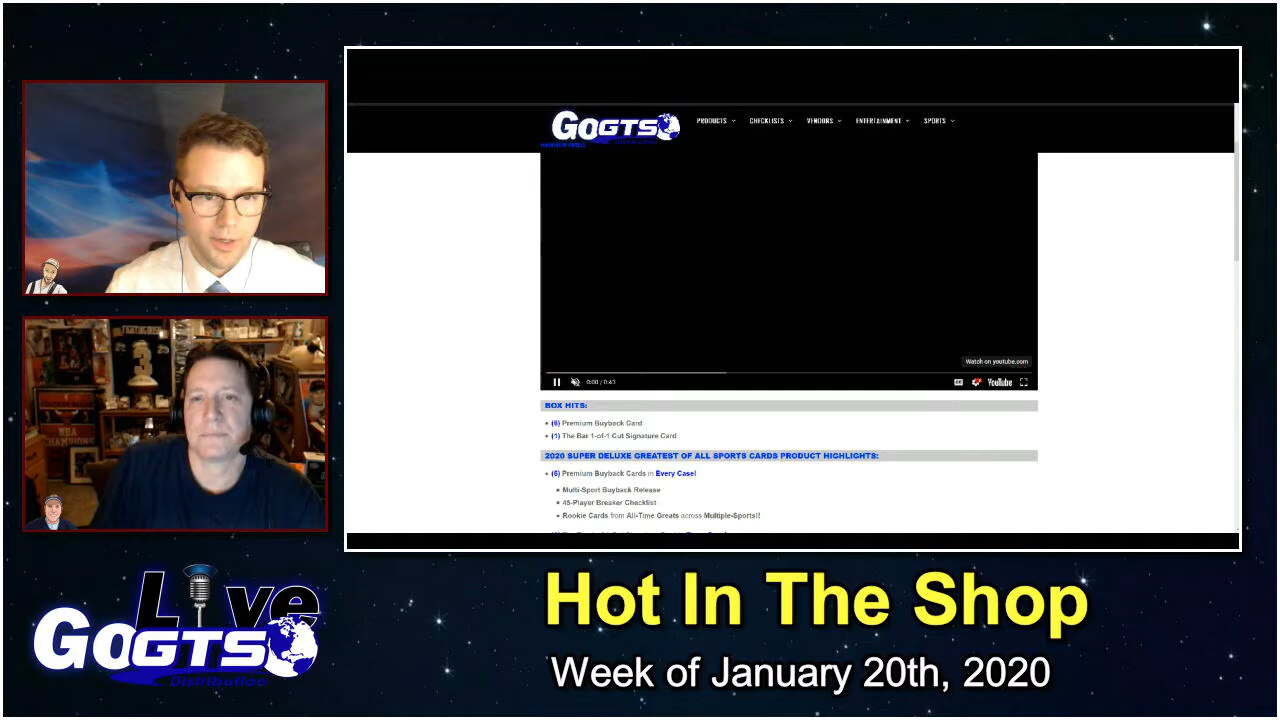 GOGTS
PRODUCTS
CHECKLISTS
VENDORS
ENTERTAINMENT
SPORTS
Watch on youtube.com
0:00 / 0:43
YouTube
BOX HITS:
(6) Premium Buyback Card
(1) The Bar 1-of-1 Cut Signature Card
2020 SUPER DELUXE GREATEST OF ALL SPORTS CARDS PRODUCT HIGHLIGHTS:
(6) Premium Buyback Cards in Every Case!
Multi-Sport Buyback Release
45-Player Breaker Checklist
Rookie Cards from All-Time Greats across Multiple-Sports!!
3
NBA
CHAMPIONS
Live
GOGTS
Distribution
Hot In The Shop
Week of January 20th, 2020